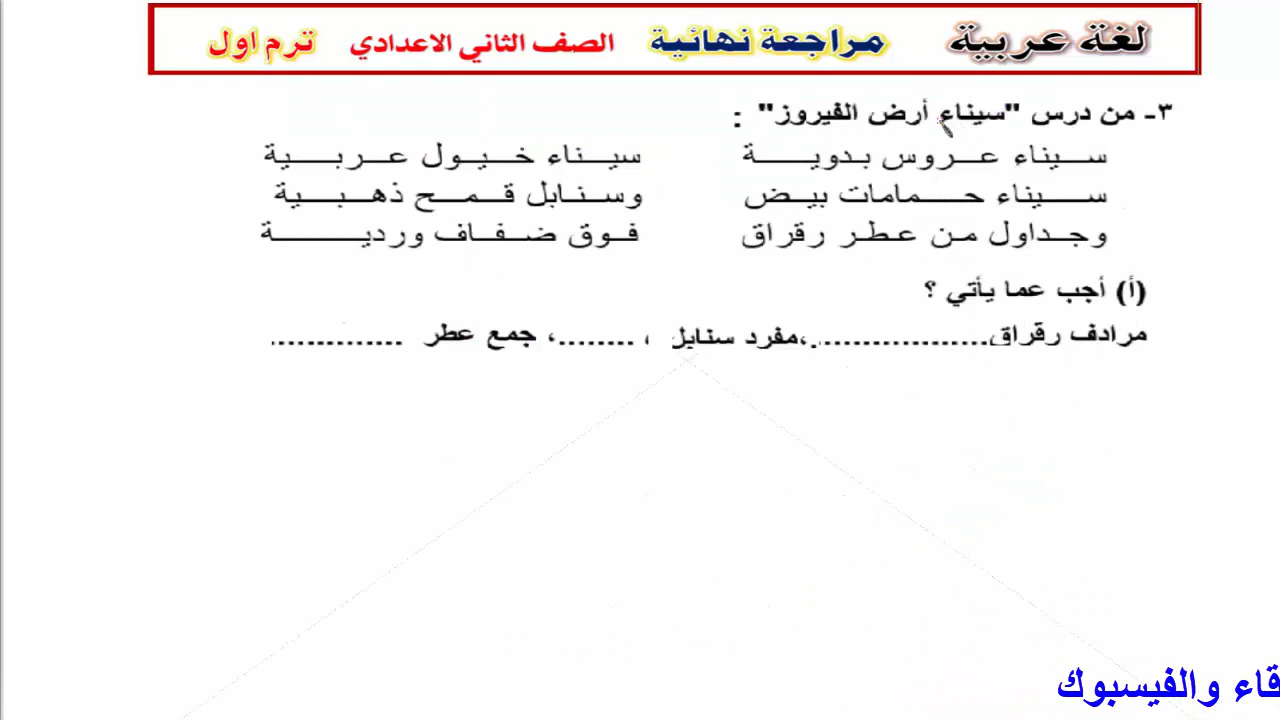 لغة عربية مراجعة نهائية الصف الثاني الاعدادي ترم اول
٣- من درس "سيناء أرض الفيروز" :
سيناء عروس بدوية سيناء خيول عربية
سيناء حمامات بيض وسنابل قمح ذهبية
وجداول من عطر رقراق فوق ضفاف وردية
(أ) أجب عما يأتي ؟
مرادف رقراق..................،مفرد سنابل ، ........، جمع عطر ..............
قاء والفيسبوك